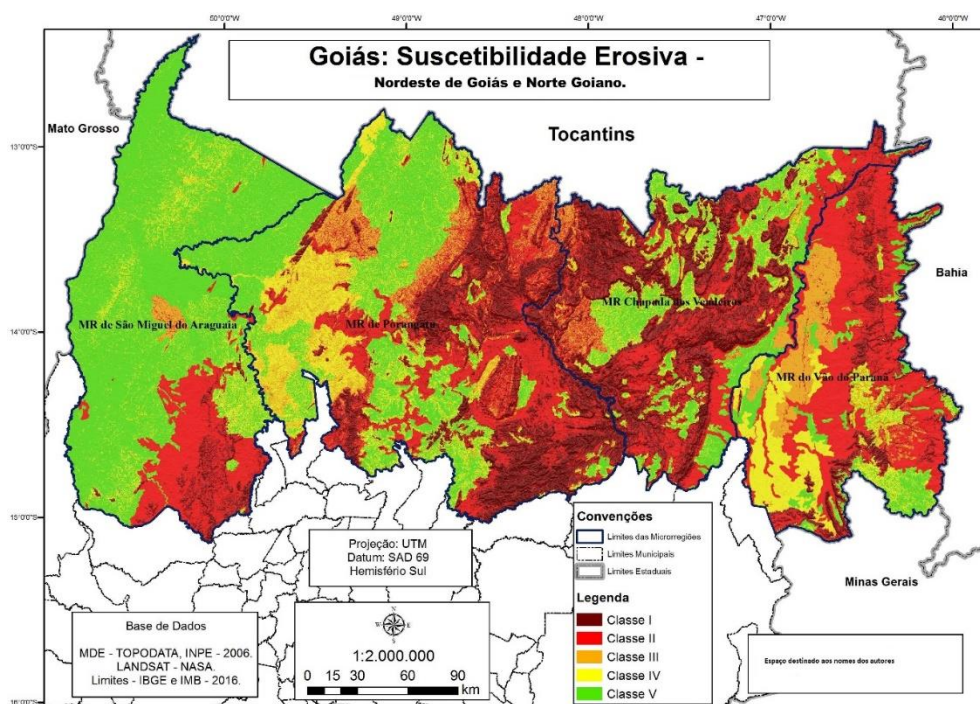 50°0'0"W
49°0'0"W
48°0'0"W
47°0'0"W
46°0'0"W
Goiás: Suscetibilidade Erosiva -
Nordeste de Goiás e Norte Goiano.
Mato Grosso
Tocantins
13°0'0"S
Bahia
MR Chapada dos Veadeiros
14°0'0"S
MR de São Miguel do Araguaia
MR de Porangatu
MR do Vão do Paranã
15°0'0"S
Minas Gerais
16°0'0"S
Projeção: UTM
Datum: SAD 69
Hemisfério Sul
Base de Dados
MDE - TOPODATA, INPE - 2006.
LANDSAT - NASA.
Limites - IBGE e IMB - 2016.
N
W
E
S
1:2.000.000
0 15 30 60 90
km
Convenções
Limites das Microrregiões
Limites Municipais
Limites Estaduais
Legenda
Classe I
Classe II
Classe III
Classe IV
Classe V
Espaço destinado aos nomes dos autores